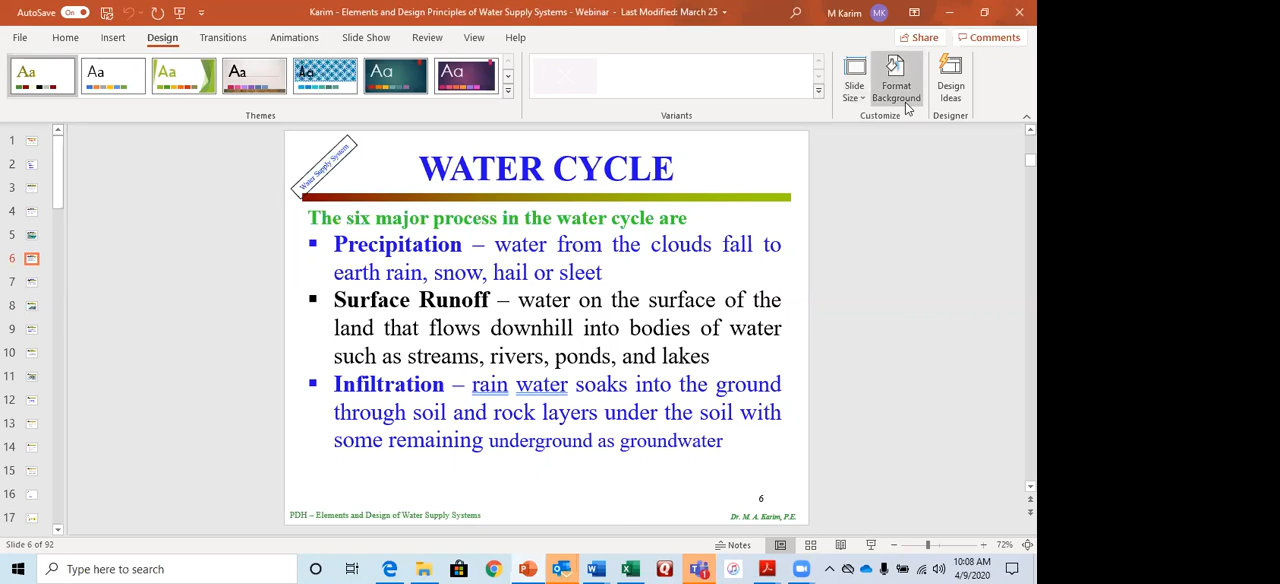 AutoSave On
Karim - Elements and Design Principles of Water Supply Systems - Webinar - Last Modified: March 25
M Karim MK
File Home Insert Design Transitions Animations Slide Show Review View Help Share Comments
Aa Aa Aa Aa Aa Aa Aa
Slide Size
Format Background
Design Ideas
Themes Variants Customize Designer
1
2
3
4
5
6
7
8
9
10
11
12
13
14
15
16
17
Water Supply System
WATER CYCLE
The six major process in the water cycle are
▪ Precipitation – water from the clouds fall to
earth rain, snow, hail or sleet
▪ Surface Runoff – water on the surface of the
land that flows downhill into bodies of water
such as streams, rivers, ponds, and lakes
▪ Infiltration – rain water soaks into the ground
through soil and rock layers under the soil with
some remaining underground as groundwater
6
PDH – Elements and Design of Water Supply Systems
Dr. M. A. Karim, P.E.
Slide 6 of 92
Notes
72%
Type here to search
10:08 AM
4/9/2020